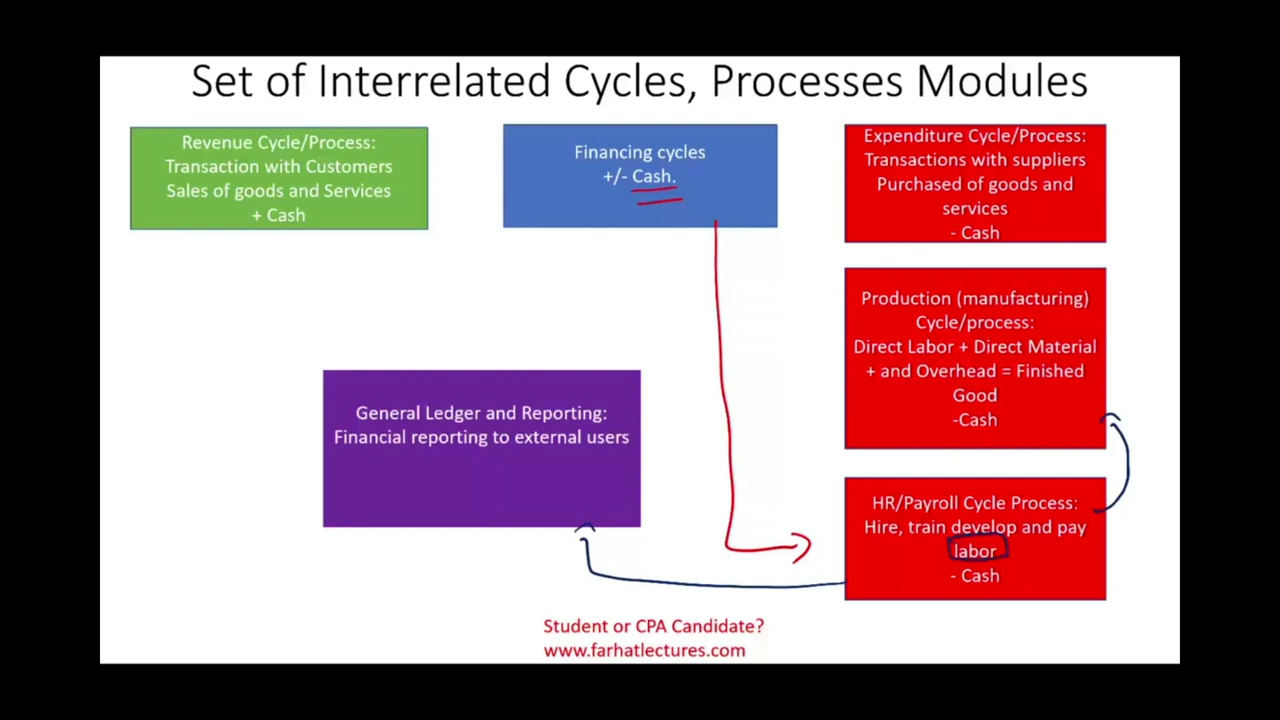 Set of Interrelated Cycles, Processes Modules
Revenue Cycle/Process:
Transaction with Customers
Sales of goods and Services
+ Cash
Financing cycles
+/- Cash.
Expenditure Cycle/Process:
Transactions with suppliers
Purchased of goods and
services
- Cash
Production (manufacturing)
Cycle/process:
Direct Labor + Direct Material
+ and Overhead = Finished
Good
-Cash
General Ledger and Reporting:
Financial reporting to external users
HR/Payroll Cycle Process:
Hire, train develop and pay
labor
- Cash
Student or CPA Candidate?
www.farhatlectures.com